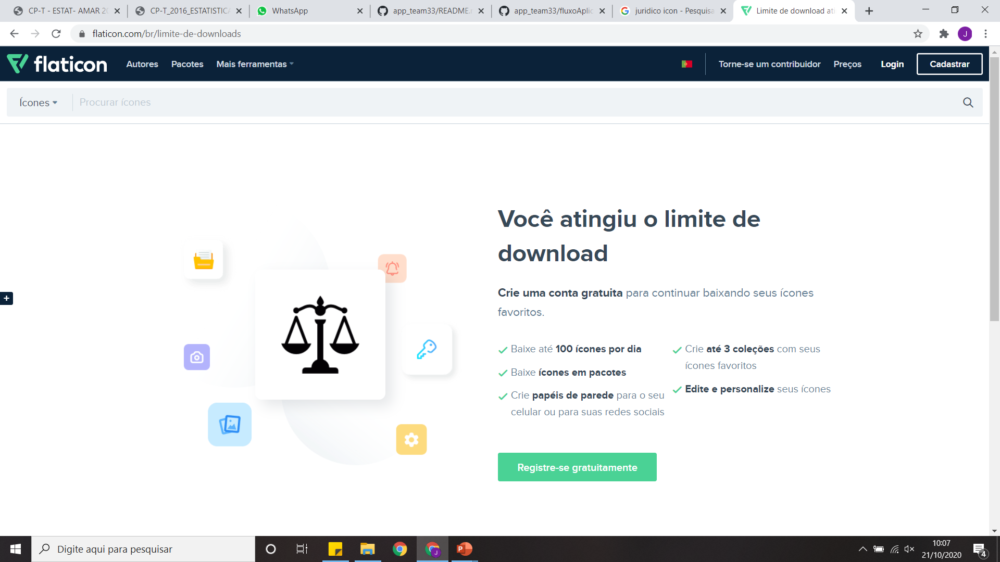 CP-T - ESTAT- AMAR 20
CP-T_2016_ESTATISTICA
WhatsApp
app_team33/README.
app_team33/fluxoAplic
juridico icon - Pesquisa
Limite de download ati
flaticon.com/br/limite-de-downloads
J
flaticon
Autores
Pacotes
Mais ferramentas
Torne-se um contribuidor
Preços
Login
Cadastrar
Ícones
Procurar ícones
Você atingiu o limite de
download
Crie uma conta gratuita para continuar baixando seus ícones
favoritos.
Baixe até 100 ícones por dia
Baixe ícones em pacotes
Crie papéis de parede para o seu
celular ou para suas redes sociais
Crie até 3 coleções com seus
ícones favoritos
Edite e personalize seus ícones
Registre-se gratuitamente
Digite aqui para pesquisar
J
P
10:07
21/10/2020
4